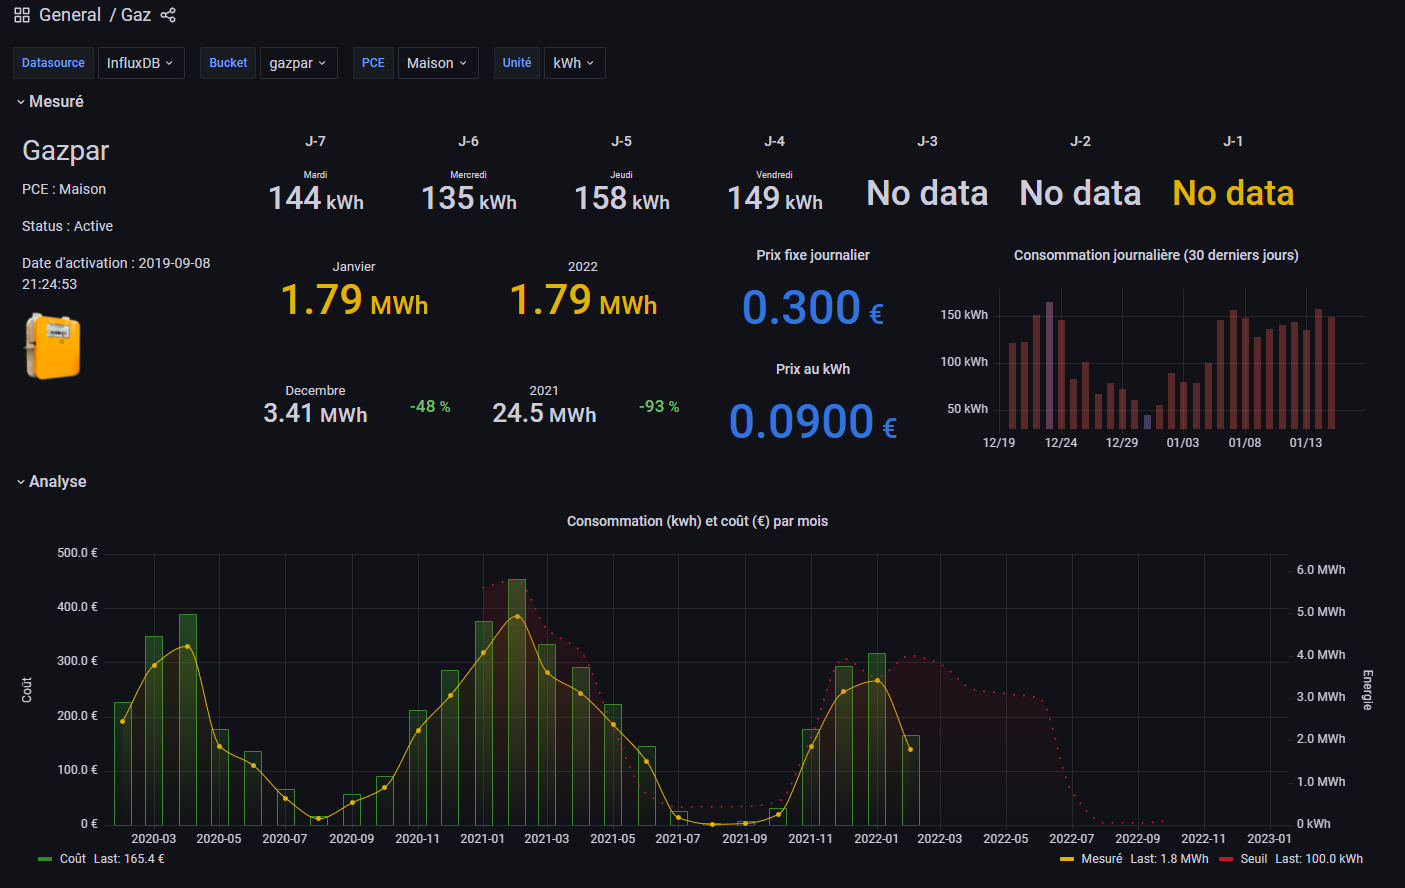 General / Gaz
Datasource InfluxDB Bucket gazpar PCE Maison Unité kWh
Mesuré
Gazpar
PCE : Maison
Status : Active
Date d'activation : 2019-09-08
21:24:53
J-7
Mardi
144 kWh
J-6
Mercredi
135 kWh
J-5
Jeudi
158 kWh
J-4
Vendredi
149 kWh
J-3
No data
J-2
No data
J-1
No data
Janvier
1.79 MWh
2022
1.79 MWh
Decembre
3.41 MWh
-48 %
2021
24.5 MWh
-93 %
Prix fixe journalier
0.300 €
Prix au kWh
0.0900 €
Consommation journalière (30 derniers jours)
150 kWh
100 kWh
50 kWh
12/19 12/24 12/29 01/03 01/08 01/13
Analyse
Consommation (kwh) et coût (€) par mois
Coût
500.0 €
400.0 €
300.0 €
200.0 €
100.0 €
0 €
6.0 MWh
5.0 MWh
4.0 MWh
3.0 MWh
2.0 MWh
1.0 MWh
0 kWh
Energie
2020-03 2020-05 2020-07 2020-09 2020-11 2021-01 2021-03 2021-05 2021-07 2021-09 2021-11 2022-01 2022-03 2022-05 2022-07 2022-09 2022-11 2023-01
Coût Last: 165.4 €
Mesuré Last: 1.8 MWh Seuil Last: 100.0 kWh